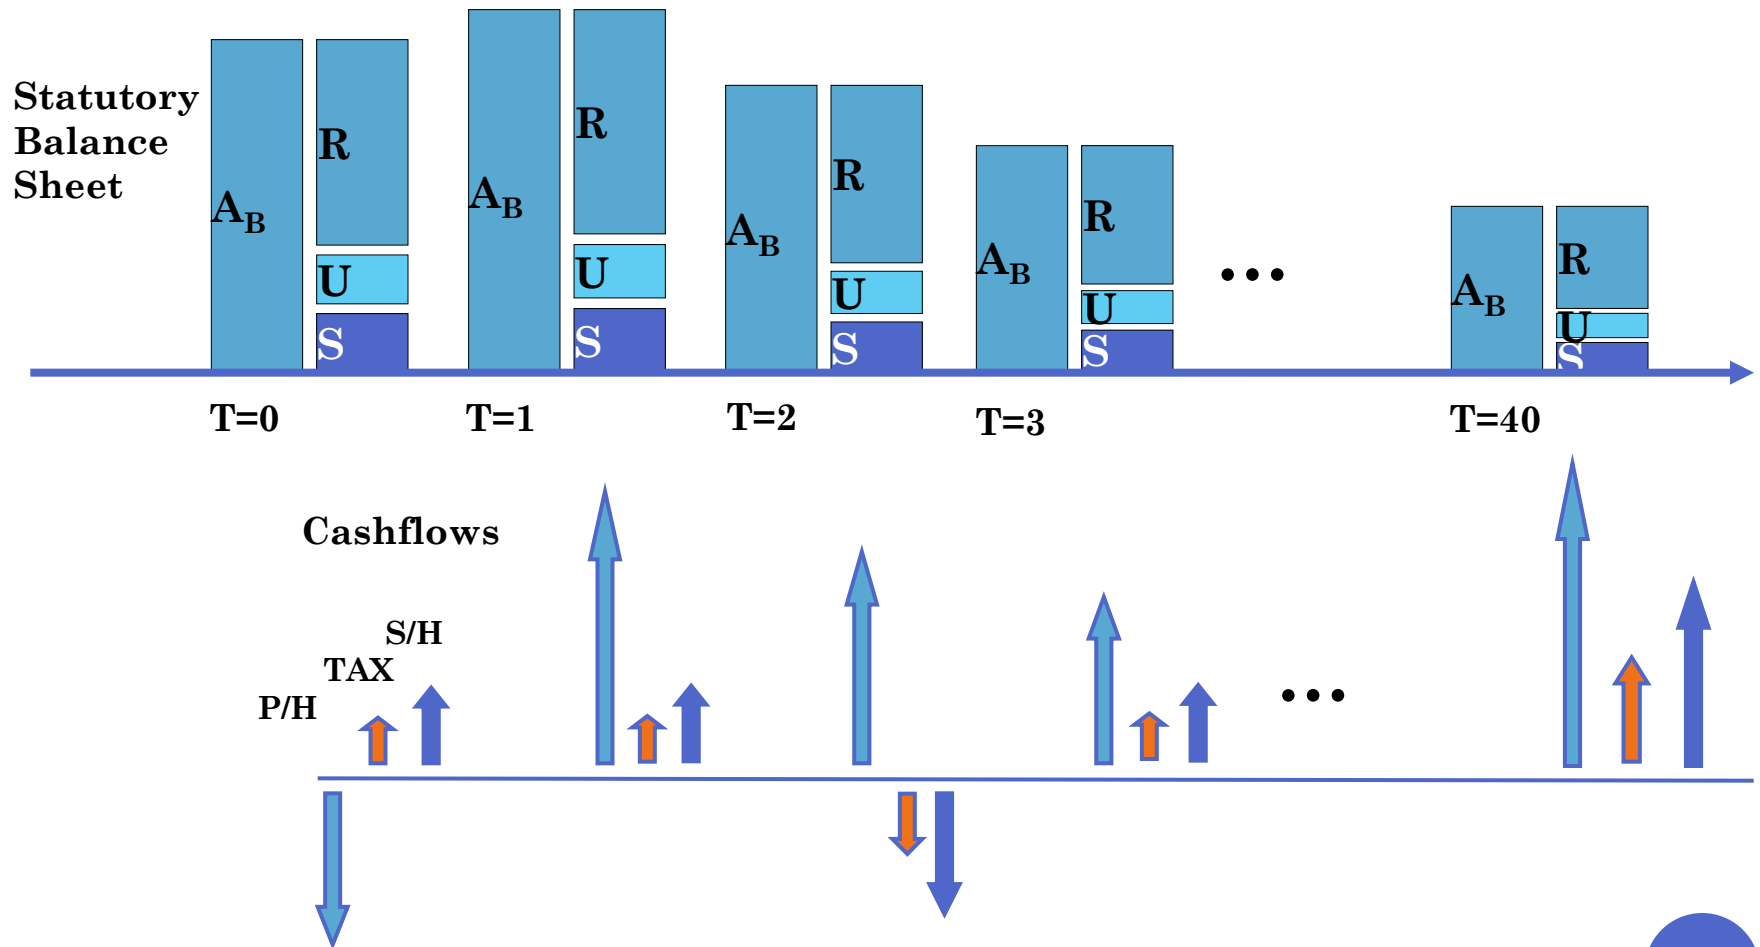 Statutory
Balance
Sheet
A_B R U S
A_B R U S
A_B R U S
A_B R U S
...
A_B R U S
T=0 T=1 T=2 T=3 T=40
Cashflows
S/H
TAX
P/H
...